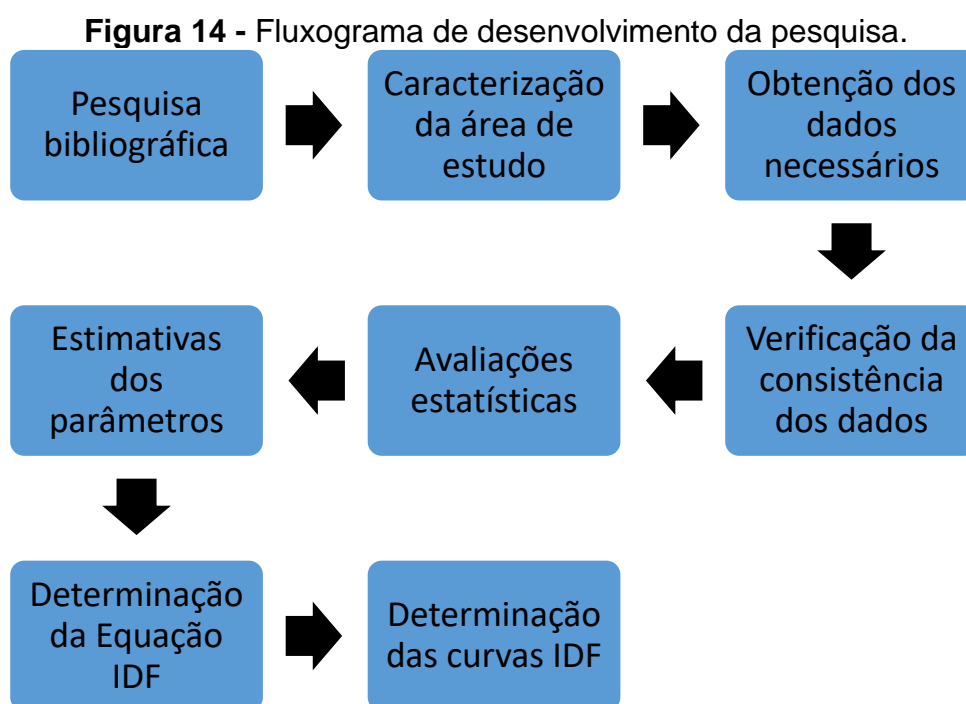 Figura 14 - Fluxograma de desenvolvimento da pesquisa.
Pesquisa
bibliográfica
Caracterização
da área de
estudo
Obtenção dos
dados
necessários
Verificação da
consistência
dos dados
Avaliações
estatísticas
Estimativas
dos
parâmetros
Determinação
da Equação
IDF
Determinação
das curvas IDF